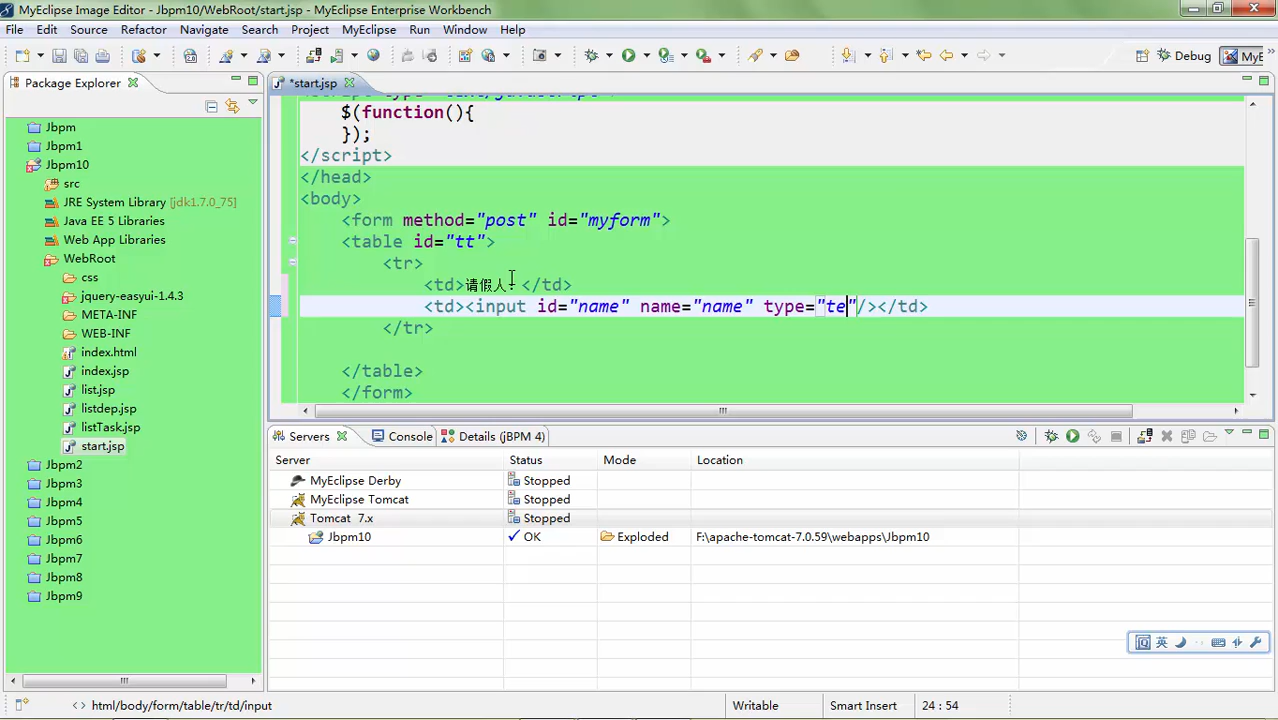 MyEclipse Image Editor - Jbpm10/WebRoot/start.jsp - MyEclipse Enterprise Workbench
File Edit Source Refactor Navigate Search Project MyEclipse Run Window Help
Debug MyE
Package Explorer
*start.jsp
Jbpm
Jbpm1
Jbpm10
src
JRE System Library [jdk1.7.0_75]
Java EE 5 Libraries
Web App Libraries
WebRoot
css
jquery-easyui-1.4.3
META-INF
WEB-INF
index.html
index.jsp
list.jsp
listdep.jsp
listTask.jsp
start.jsp
Jbpm2
Jbpm3
Jbpm4
Jbpm5
Jbpm6
Jbpm7
Jbpm8
Jbpm9
$(function(){
});
</script>
</head>
<body>
<form method="post" id="myform">
<table id="tt">
<tr>
<td>请假人 </td>
<td><input id="name" name="name" type="te"/></td>
</tr>
</table>
</form>
Servers Console Details (jBPM 4)
Server Status Mode Location
MyEclipse Derby Stopped
MyEclipse Tomcat Stopped
Tomcat 7.x Stopped
Jbpm10 OK Exploded F:\apache-tomcat-7.0.59\webapps\Jbpm10
英
html/body/form/table/tr/td/input Writable Smart Insert 24 : 54